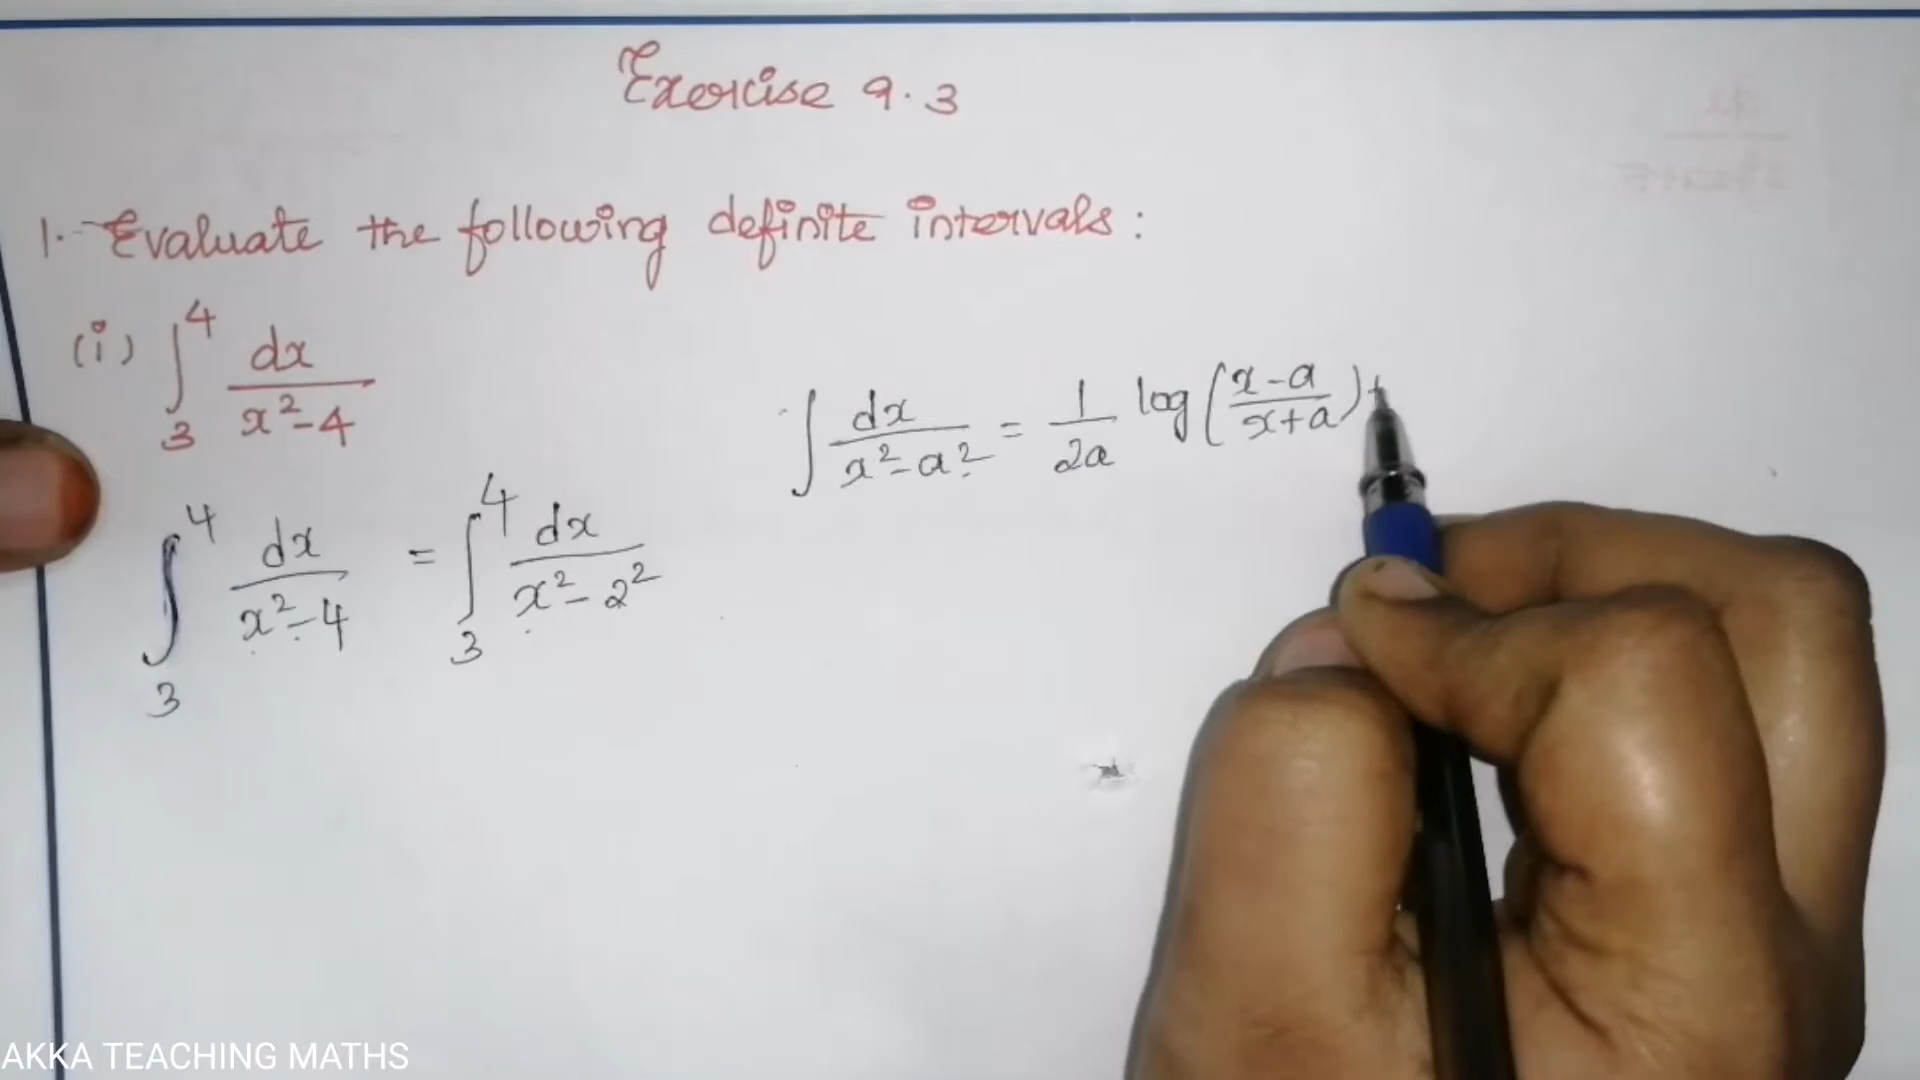 Exercise 9.3
1. Evaluate the following definite intervals:
(i) ∫₃⁴ dx/(x²-4)
∫₃⁴ dx/(x²-4) = ∫₃⁴ dx/(x²-2²)
∫ dx/(x²-a²) = 1/2a log(x-a/x+a)+
AKKA TEACHING MATHS